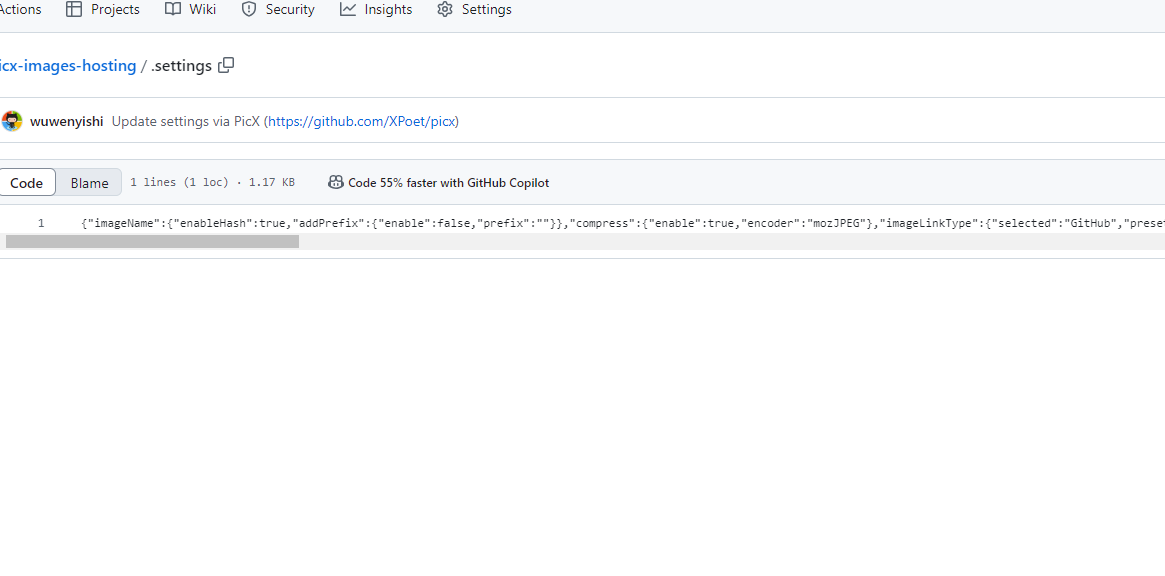 Actions Projects Wiki Security Insights Settings
icx-images-hosting / .settings
wuwenyishi Update settings via PicX (https://github.com/XPoet/picx)
Code Blame 1 lines (1 loc) · 1.17 KB Code 55% faster with GitHub Copilot
1 {"imageName":{"enableHash":true,"addPrefix":{"enable":false,"prefix":""}},"compress":{"enable":true,"encoder":"mozJPEG"},"imageLinkType":{"selected":"GitHub","preset